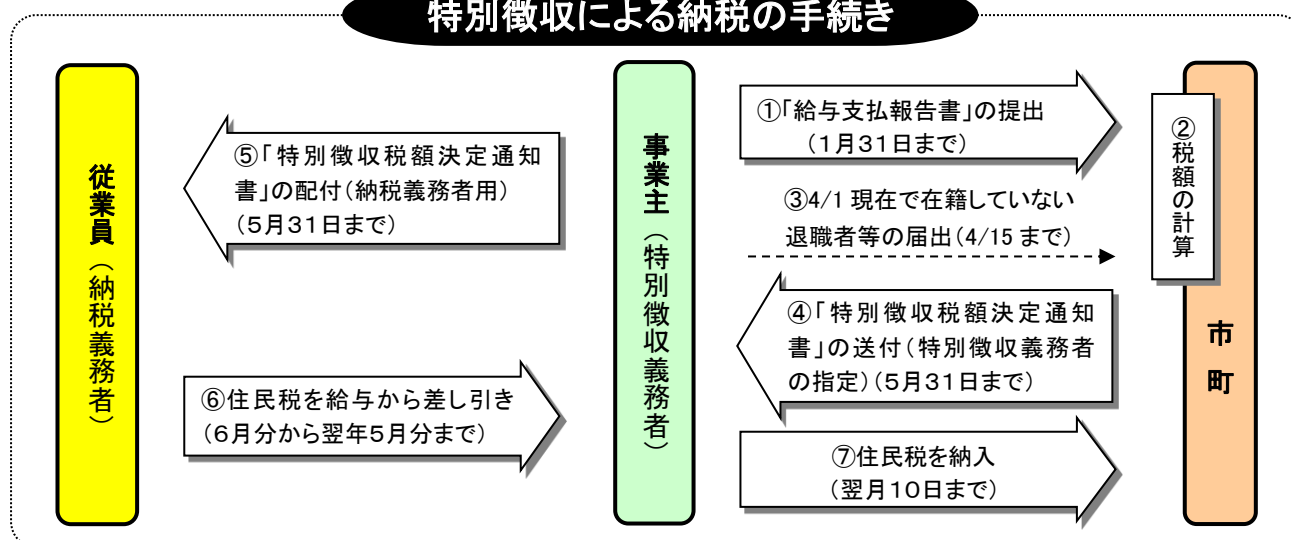 特別徴収による納税の手続き
従業員（納税義務者）
⑤「特別徴収税額決定通知
書」の配付（納税義務者用）
（５月３１日まで）
⑥住民税を給与から差し引き
（６月分から翌年５月分まで）
事業主（特別徴収義務者）
①「給与支払報告書」の提出
（１月３１日まで）
③4/1 現在で在籍していない
退職者等の届出（4/15 まで）
④「特別徴収税額決定通知
書」の送付（特別徴収義務者
の指定）（５月３１日まで）
⑦住民税を納入
（翌月１０日まで）
②税額の計算
市町